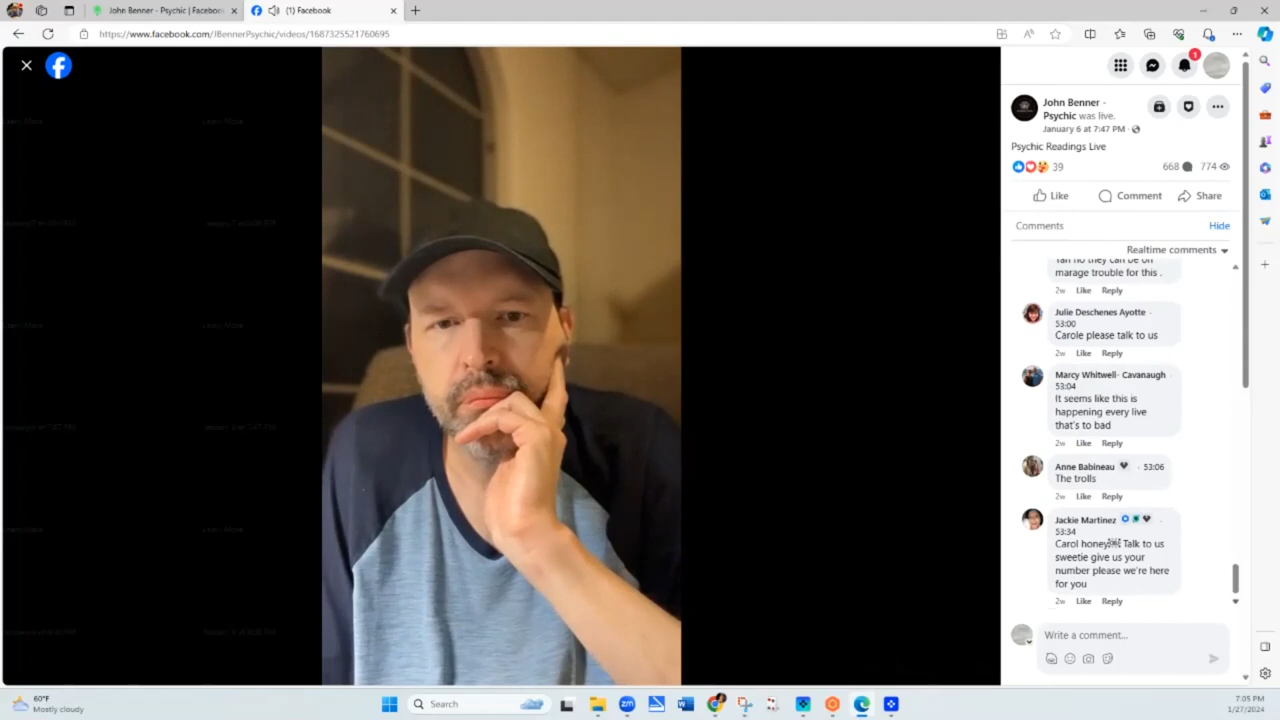 John Benner - Psychic | Facebook
(1) Facebook
https://www.facebook.com/JBennerPsychic/videos/1687325521760695
1
John Benner -
Psychic was live.
January 6 at 7:47 PM
Psychic Readings Live
39
668
774
Like
Comment
Share
Comments
Hide
Realtime comments
marage trouble for this .
2w Like Reply
Julie Deschenes Ayotte ·
53:00
Carole please talk to us
2w Like Reply
Marcy Whitwell- Cavanaugh ·
53:04
It seems like this is
happening every live
that's to bad
2w Like Reply
Anne Babineau · 53:06
The trolls
2w Like Reply
Jackie Martinez ·
53:34
Carol honey Talk to us
sweetie give us your
number please we're here
for you
2w Like Reply
Write a comment...
60°F
Mostly cloudy
Search
7:05 PM
1/27/2024